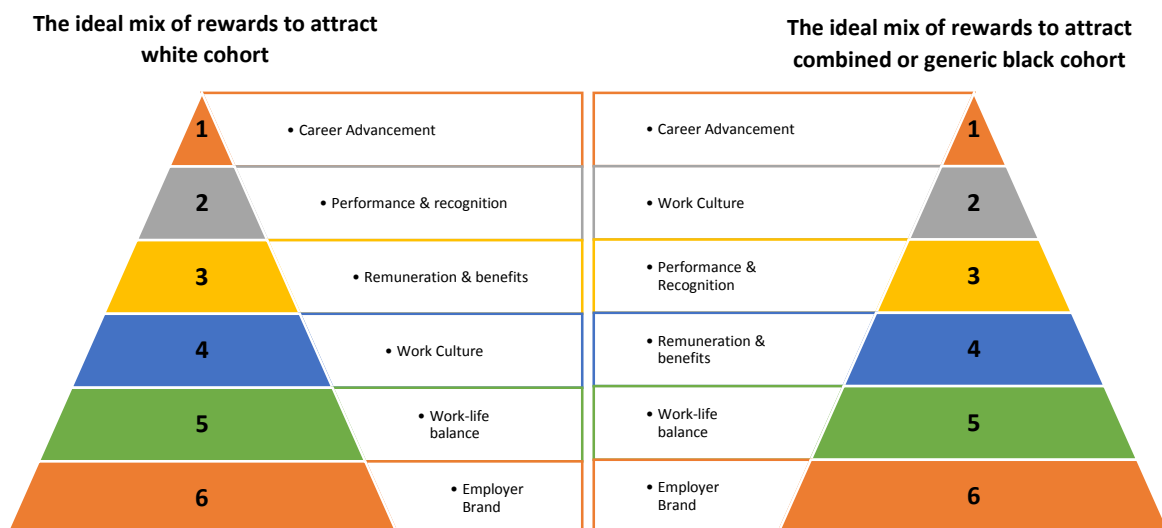 The ideal mix of rewards to attract
white cohort
1
• Career Advancement
2
• Performance & recognition
3
• Remuneration & benefits
4
• Work Culture
5
• Work-life
balance
6
• Employer
Brand
The ideal mix of rewards to attract
combined or generic black cohort
• Career Advancement
1
• Work Culture
2
• Performance &
Recognition
3
• Remuneration &
benefits
4
• Work-life
balance
5
• Employer
Brand
6